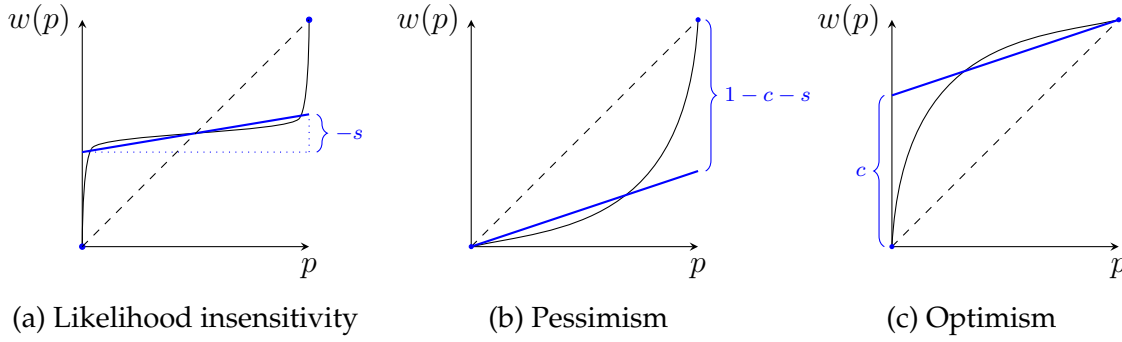 w(p)
−s
p
(a) Likelihood insensitivity
w(p)
1 − c − s
p
(b) Pessimism
w(p)
c
p
(c) Optimism